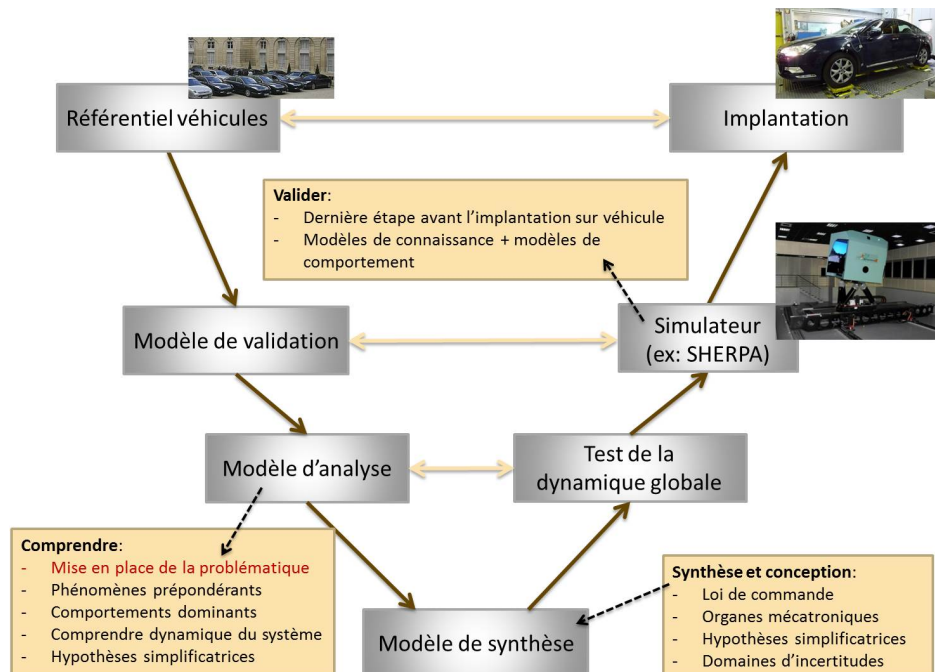 Référentiel véhicules
Implantation
Valider:
- Dernière étape avant l'implantation sur véhicule
- Modèles de connaissance + modèles de
comportement
Modèle de validation
Simulateur
(ex: SHERPA)
Modèle d'analyse
Test de la
dynamique globale
Comprendre:
- Mise en place de la problématique
- Phénomènes prépondérants
- Comportements dominants
- Comprendre dynamique du système
- Hypothèses simplificatrices
Modèle de synthèse
Synthèse et conception:
- Loi de commande
- Organes mécatroniques
- Hypothèses simplificatrices
- Domaines d'incertitudes